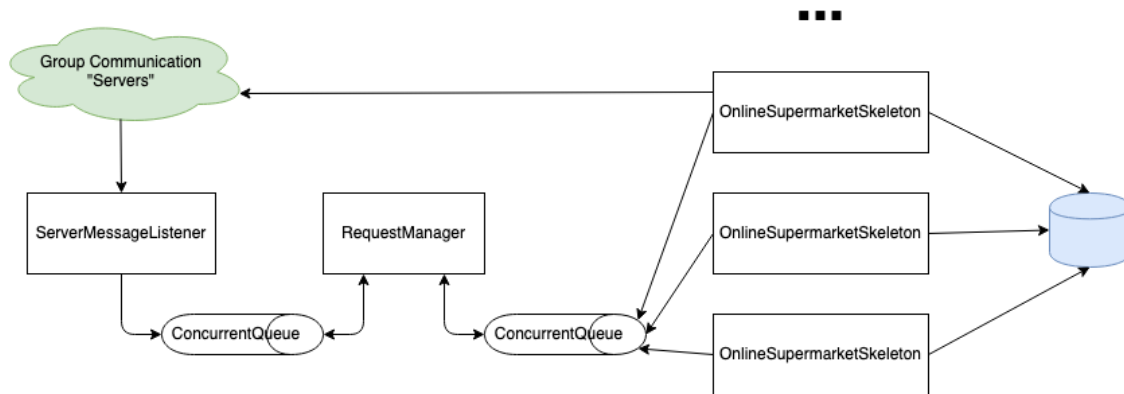 Group Communication
"Servers"
OnlineSupermarketSkeleton
ServerMessageListener
RequestManager
OnlineSupermarketSkeleton
ConcurrentQueue
ConcurrentQueue
OnlineSupermarketSkeleton